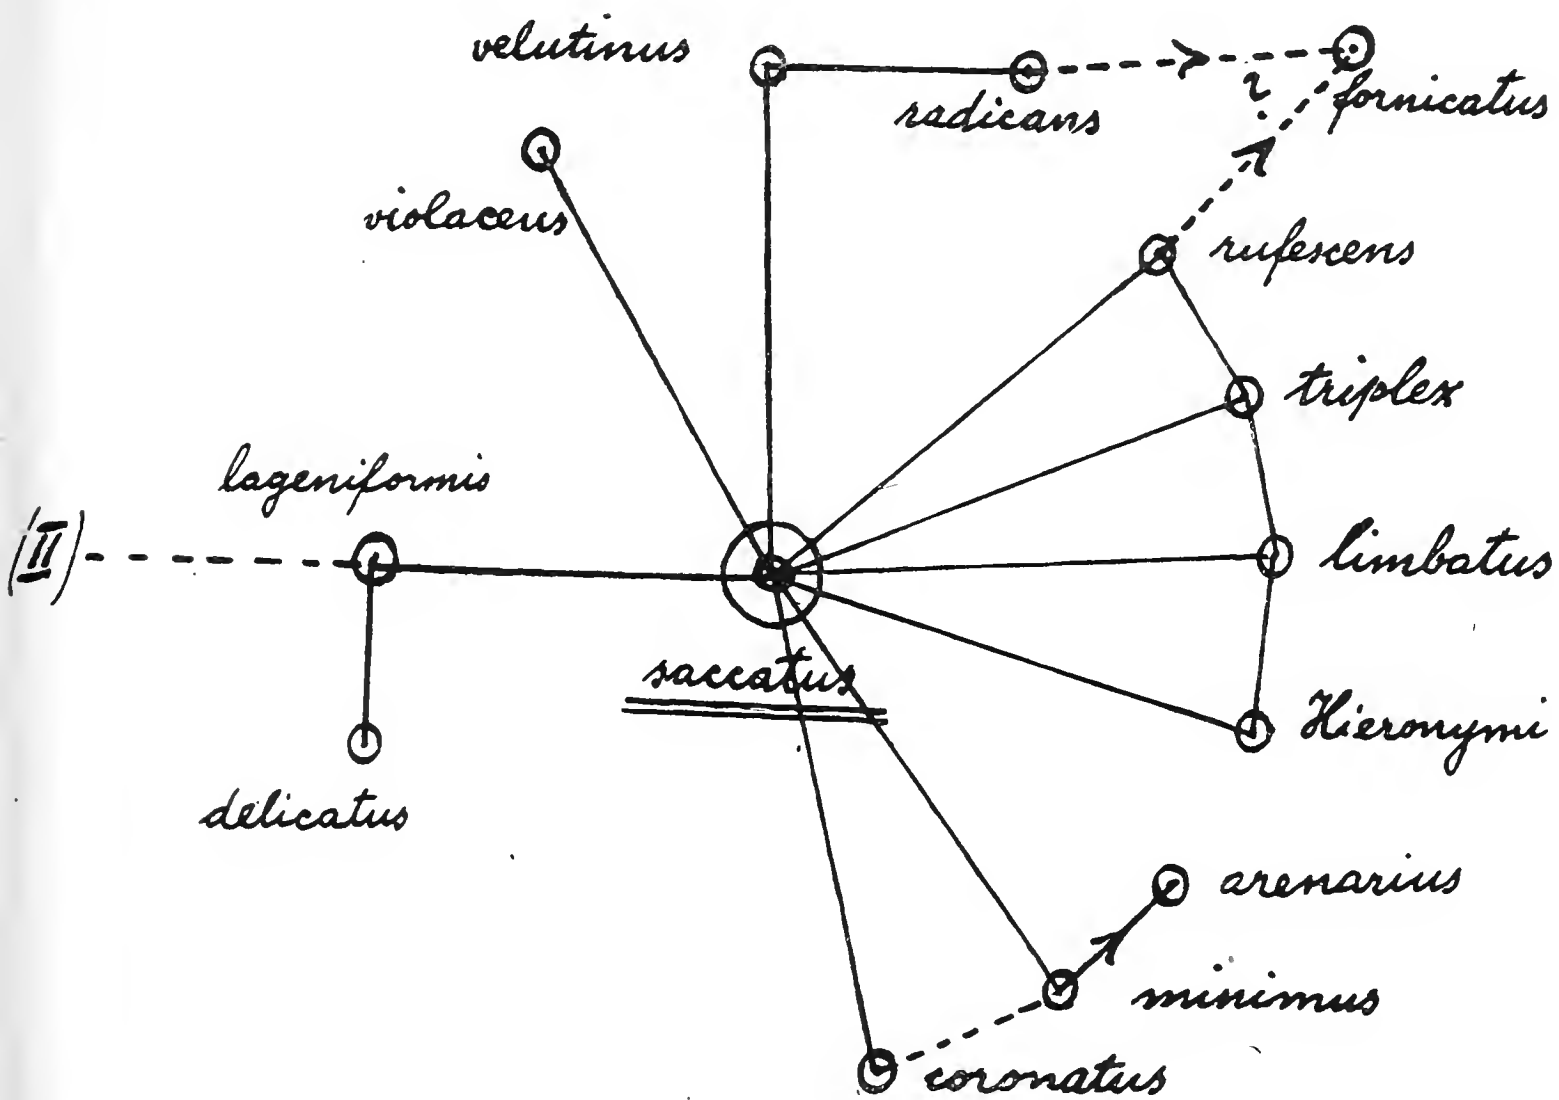 velutinus
radicans
?
fornicatus
violaceus
rufescens
triplex
lageniformis
(II)
limbatus
saccatus
Hieronymi
delicatus
arenarius
minimus
coronatus